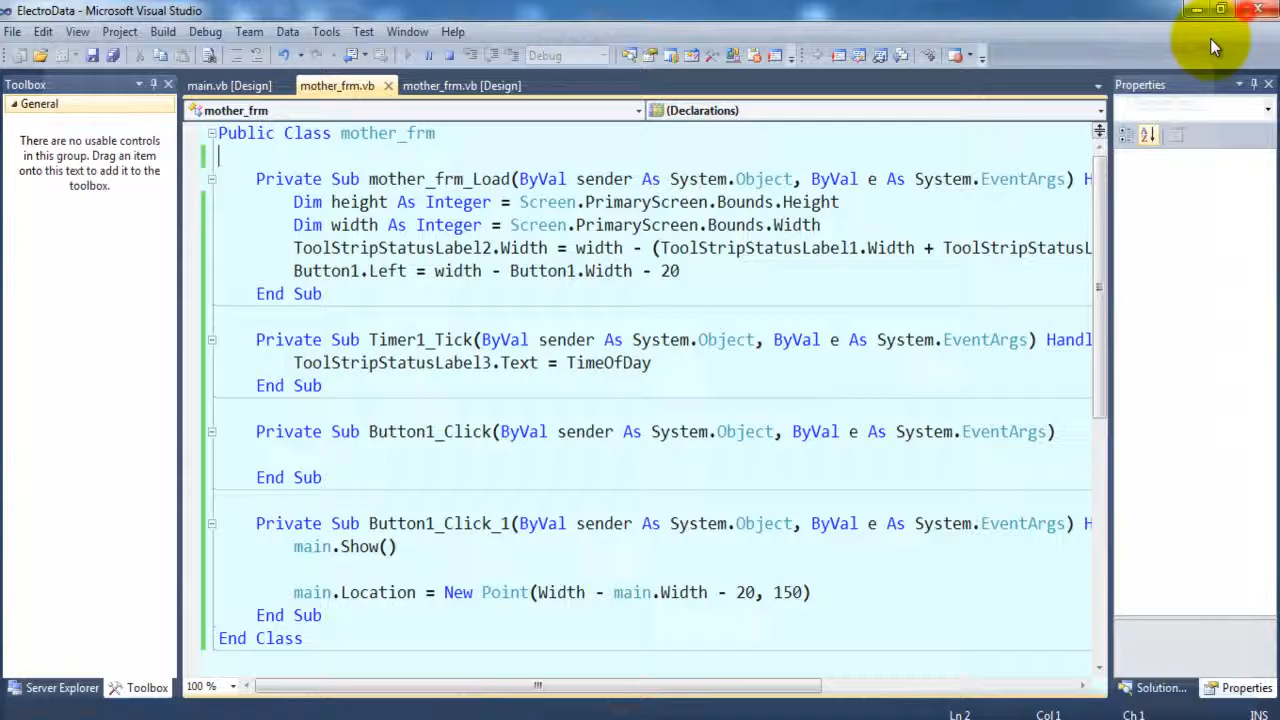 ElectroData - Microsoft Visual Studio
File Edit View Project Build Debug Team Data Tools Test Window Help
Debug
Toolbox
General
There are no usable controls
in this group. Drag an item
onto this text to add it to the
toolbox.
main.vb [Design] mother_frm.vb mother_frm.vb [Design]
mother_frm (Declarations)
Public Class mother_frm
Private Sub mother_frm_Load(ByVal sender As System.Object, ByVal e As System.EventArgs) H
Dim height As Integer = Screen.PrimaryScreen.Bounds.Height
Dim width As Integer = Screen.PrimaryScreen.Bounds.Width
ToolStripStatusLabel2.Width = width - (ToolStripStatusLabel1.Width + ToolStripStatusL
Button1.Left = width - Button1.Width - 20
End Sub
Private Sub Timer1_Tick(ByVal sender As System.Object, ByVal e As System.EventArgs) Handl
ToolStripStatusLabel3.Text = TimeOfDay
End Sub
Private Sub Button1_Click(ByVal sender As System.Object, ByVal e As System.EventArgs)
End Sub
Private Sub Button1_Click_1(ByVal sender As System.Object, ByVal e As System.EventArgs) H
main.Show()
main.Location = New Point(Width - main.Width - 20, 150)
End Sub
End Class
100 %
Properties
Server Explorer Toolbox
Solution... Properties
Ln 2 Col 1 Ch 1 INS